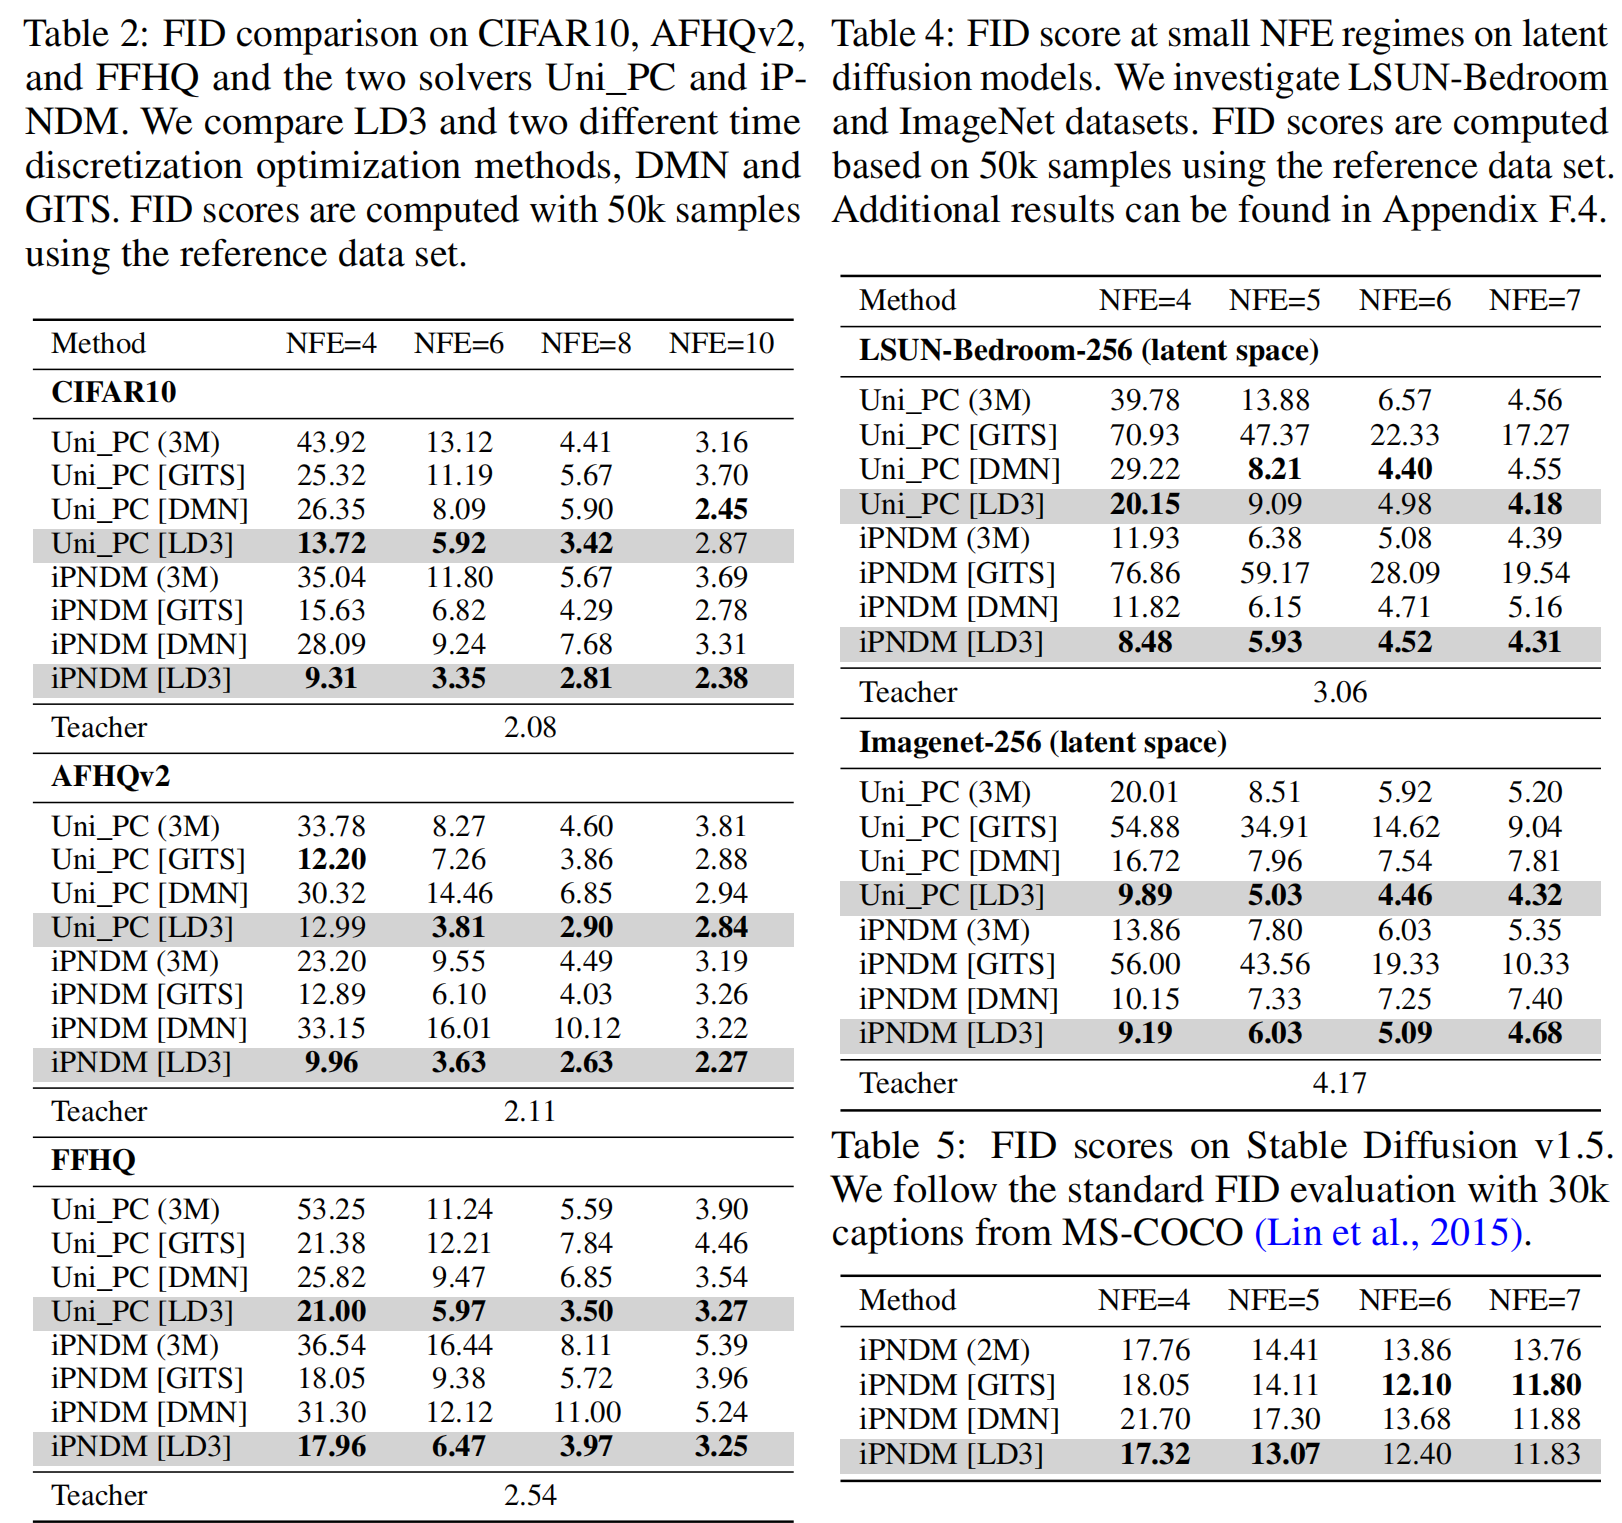 Table 2: FID comparison on CIFAR10, AFHQv2,
and FFHQ and the two solvers Uni_PC and iP-
NDM. We compare LD3 and two different time
discretization optimization methods, DMN and
GITS. FID scores are computed with 50k samples
using the reference data set.
Method NFE=4 NFE=6 NFE=8 NFE=10
CIFAR10
Uni_PC (3M) 43.92 13.12 4.41 3.16
Uni_PC [GITS] 25.32 11.19 5.67 3.70
Uni_PC [DMN] 26.35 8.09 5.90 2.45
Uni_PC [LD3] 13.72 5.92 3.42 2.87
iPNDM (3M) 35.04 11.80 5.67 3.69
iPNDM [GITS] 15.63 6.82 4.29 2.78
iPNDM [DMN] 28.09 9.24 7.68 3.31
iPNDM [LD3] 9.31 3.35 2.81 2.38
Teacher 2.08
AFHQv2
Uni_PC (3M) 33.78 8.27 4.60 3.81
Uni_PC [GITS] 12.20 7.26 3.86 2.88
Uni_PC [DMN] 30.32 14.46 6.85 2.94
Uni_PC [LD3] 12.99 3.81 2.90 2.84
iPNDM (3M) 23.20 9.55 4.49 3.19
iPNDM [GITS] 12.89 6.10 4.03 3.26
iPNDM [DMN] 33.15 16.01 10.12 3.22
iPNDM [LD3] 9.96 3.63 2.63 2.27
Teacher 2.11
FFHQ
Uni_PC (3M) 53.25 11.24 5.59 3.90
Uni_PC [GITS] 21.38 12.21 7.84 4.46
Uni_PC [DMN] 25.82 9.47 6.85 3.54
Uni_PC [LD3] 21.00 5.97 3.50 3.27
iPNDM (3M) 36.54 16.44 8.11 5.39
iPNDM [GITS] 18.05 9.38 5.72 3.96
iPNDM [DMN] 31.30 12.12 11.00 5.24
iPNDM [LD3] 17.96 6.47 3.97 3.25
Teacher 2.54
Table 4: FID score at small NFE regimes on latent
diffusion models. We investigate LSUN-Bedroom
and ImageNet datasets. FID scores are computed
based on 50k samples using the reference data set.
Additional results can be found in Appendix F.4.
Method NFE=4 NFE=5 NFE=6 NFE=7
LSUN-Bedroom-256 (latent space)
Uni_PC (3M) 39.78 13.88 6.57 4.56
Uni_PC [GITS] 70.93 47.37 22.33 17.27
Uni_PC [DMN] 29.22 8.21 4.40 4.55
Uni_PC [LD3] 20.15 9.09 4.98 4.18
iPNDM (3M) 11.93 6.38 5.08 4.39
iPNDM [GITS] 76.86 59.17 28.09 19.54
iPNDM [DMN] 11.82 6.15 4.71 5.16
iPNDM [LD3] 8.48 5.93 4.52 4.31
Teacher 3.06
Imagenet-256 (latent space)
Uni_PC (3M) 20.01 8.51 5.92 5.20
Uni_PC [GITS] 54.88 34.91 14.62 9.04
Uni_PC [DMN] 16.72 7.96 7.54 7.81
Uni_PC [LD3] 9.89 5.03 4.46 4.32
iPNDM (3M) 13.86 7.80 6.03 5.35
iPNDM [GITS] 56.00 43.56 19.33 10.33
iPNDM [DMN] 10.15 7.33 7.25 7.40
iPNDM [LD3] 9.19 6.03 5.09 4.68
Teacher 4.17
Table 5: FID scores on Stable Diffusion v1.5.
We follow the standard FID evaluation with 30k
captions from MS-COCO (Lin et al., 2015).
Method NFE=4 NFE=5 NFE=6 NFE=7
iPNDM (2M) 17.76 14.41 13.86 13.76
iPNDM [GITS] 18.05 14.11 12.10 11.80
iPNDM [DMN] 21.70 17.30 13.68 11.88
iPNDM [LD3] 17.32 13.07 12.40 11.83